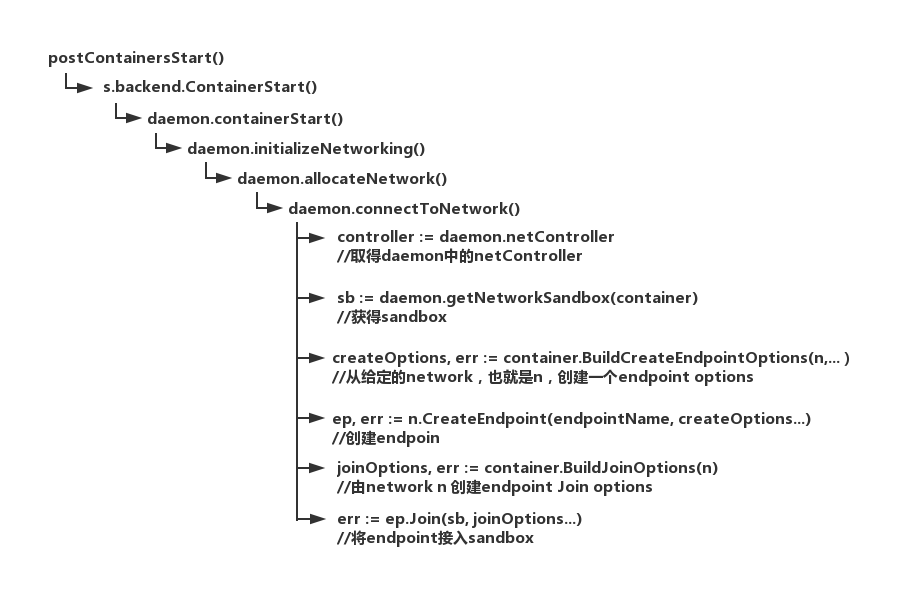 postContainersStart()
s.backend.ContainerStart()
daemon.containerStart()
daemon.initializeNetworking()
daemon.allocateNetwork()
daemon.connectToNetwork()
controller := daemon.netController
//取得daemon中的netController
sb := daemon.getNetworkSandbox(container)
//获得sandbox
createOptions, err := container.BuildCreateEndpointOptions(n,... )
//从给定的network，也就是n，创建一个endpoint options
ep, err := n.CreateEndpoint(endpointName, createOptions...)
//创建endpoin
joinOptions, err := container.BuildJoinOptions(n)
//由network n 创建endpoint Join options
err := ep.Join(sb, joinOptions...)
//将endpoint接入sandbox